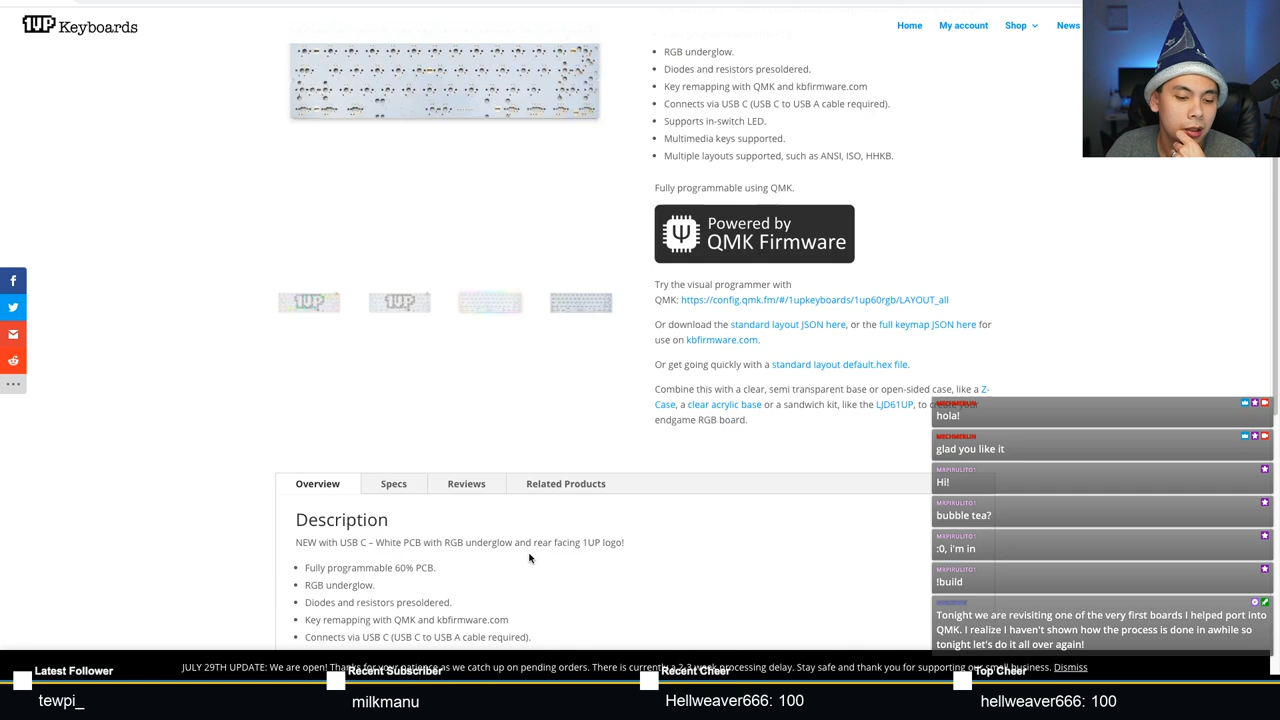 1UP Keyboards
Home
My account
Shop
News
RGB underglow.
Diodes and resistors presoldered.
Key remapping with QMK and kbfirmware.com
Connects via USB C (USB C to USB A cable required).
Supports in-switch LED.
Multimedia keys supported.
Multiple layouts supported, such as ANSI, ISO, HHKB.
Fully programmable using QMK.
Powered by
QMK Firmware
Try the visual programmer with
QMK: https://config.qmk.fm/#/1upkeyboards/1up60rgb/LAYOUT_all
Or download the standard layout JSON here, or the full keymap JSON here for
use on kbfirmware.com.
Or get going quickly with a standard layout default.hex file.
Combine this with a clear, semi transparent base or open-sided case, like a Z-
Case, a clear acrylic base or a sandwich kit, like the LJD61UP, to create your
endgame RGB board.
Overview
Specs
Reviews
Related Products
Description
NEW with USB C – White PCB with RGB underglow and rear facing 1UP logo!
Fully programmable 60% PCB.
RGB underglow.
Diodes and resistors presoldered.
Key remapping with QMK and kbfirmware.com
Connects via USB C (USB C to USB A cable required).
MECHMERLIN
hola!
MECHMERLIN
glad you like it
MRPIRULITO1
Hi!
MRPIRULITO1
bubble tea?
MRPIRULITO1
:0, i'm in
MRPIRULITO1
!build
Tonight we are revisiting one of the very first boards I helped port into
QMK. I realize I haven't shown how the process is done in awhile so
tonight let's do it all over again!
JULY 29TH UPDATE: We are open! Thanks for your patience as we catch up on pending orders. There is currently a 2-3 week processing delay. Stay safe and thank you for supporting our small business. Dismiss
Latest Follower
tewpi_
Recent Subscriber
milkmanu
Recent Cheer
Hellweaver666: 100
Top Cheer
hellweaver666: 100